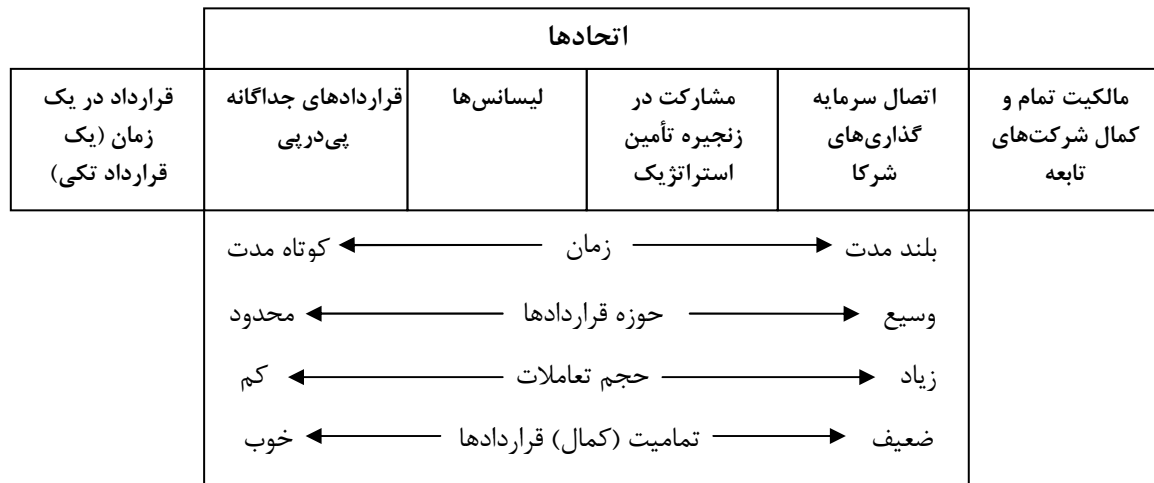 اتحادها
مالکیت تمام و
کمال شرکت‌های
تابعه
اتصال سرمایه
گذاری‌های
شرکا
مشارکت در
زنجیره تأمین
استراتژیک
لیسانس‌ها
قراردادهای جداگانه
پی‌درپی
قرارداد در یک
زمان (یک
قرارداد تکی)
بلند مدت زمان کوتاه مدت
وسیع حوزه قراردادها محدود
زیاد حجم تعاملات کم
ضعیف تمامیت (کمال) قراردادها خوب